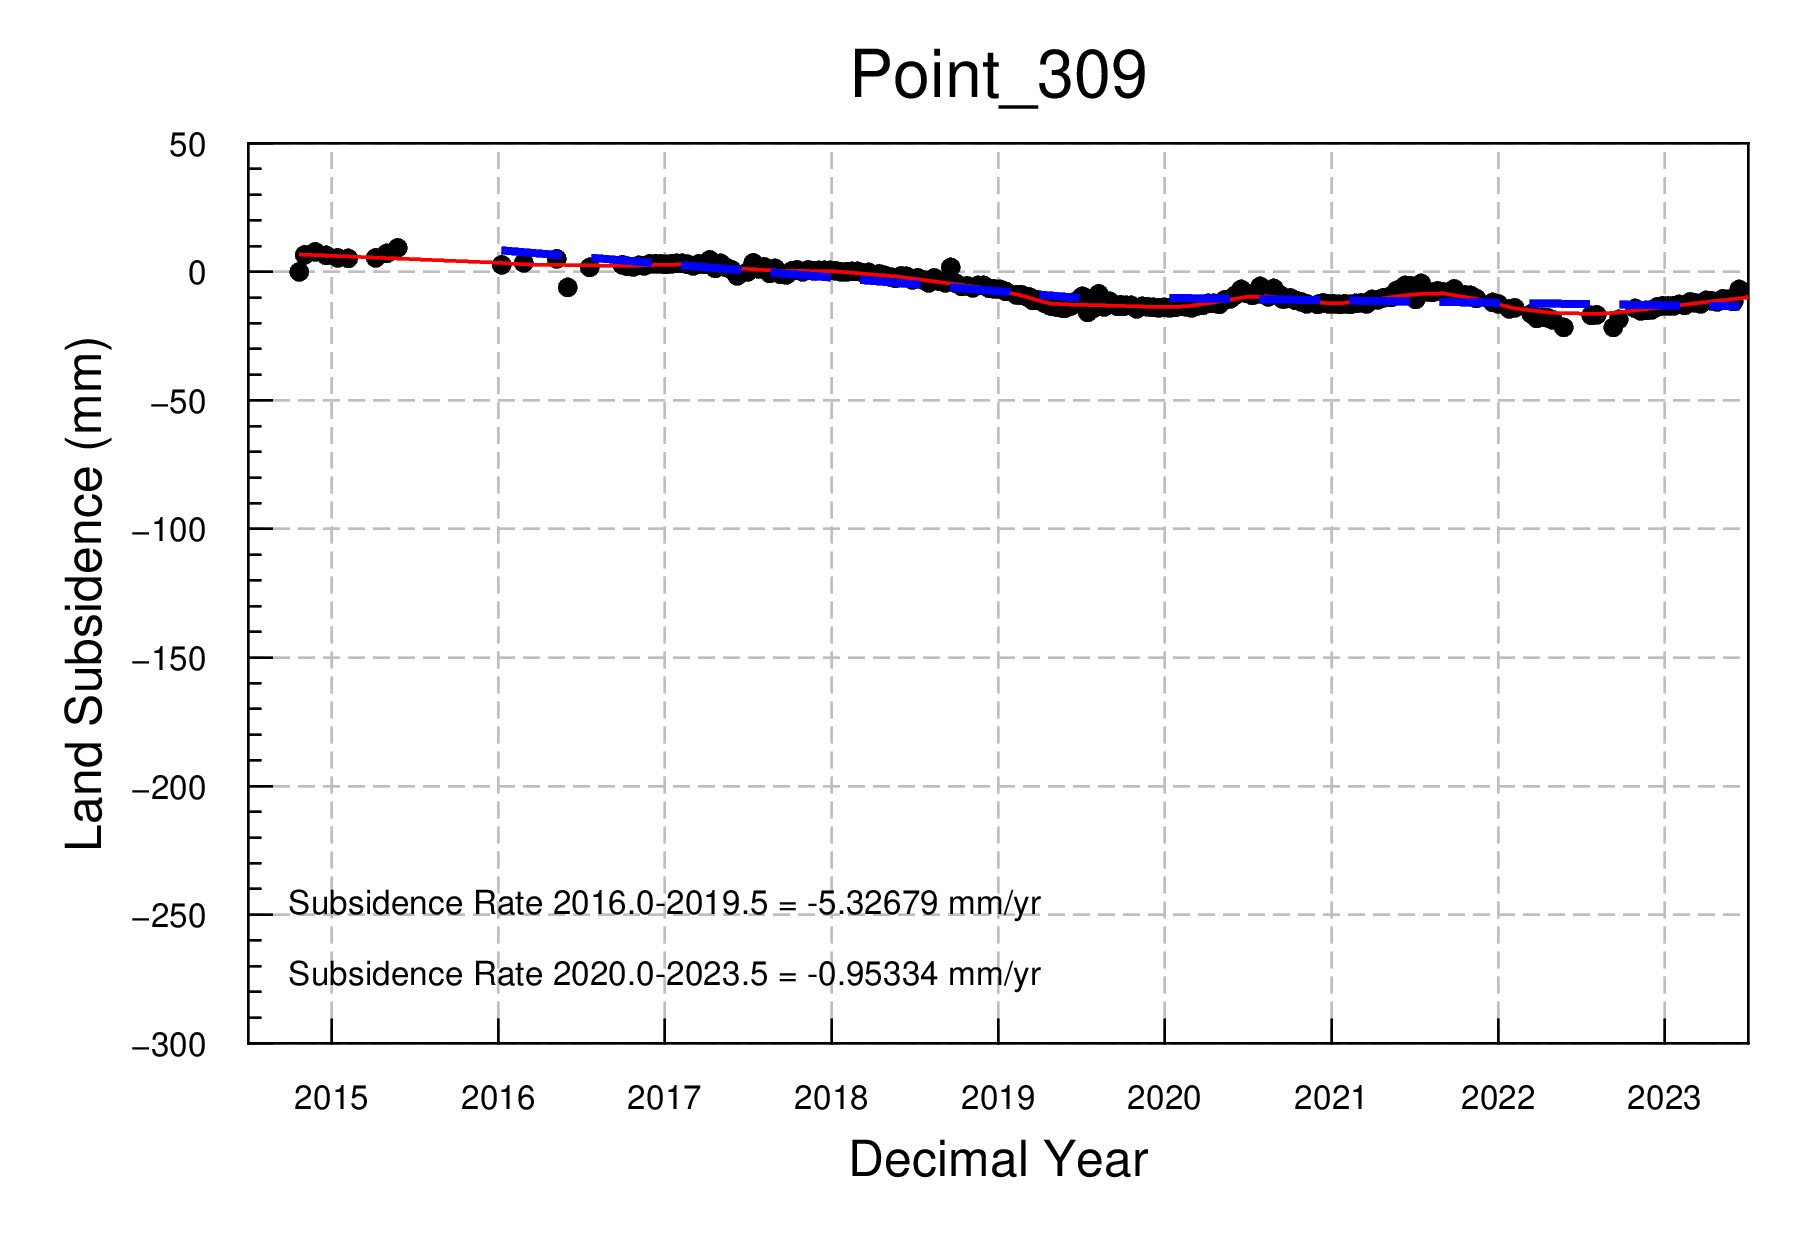 Point_309
50
0
−50
−100
−150
−200
−250
−300
Land Subsidence (mm)
Subsidence Rate 2016.0-2019.5 = -5.32679 mm/yr
Subsidence Rate 2020.0-2023.5 = -0.95334 mm/yr
2015 2016 2017 2018 2019 2020 2021 2022 2023
Decimal Year